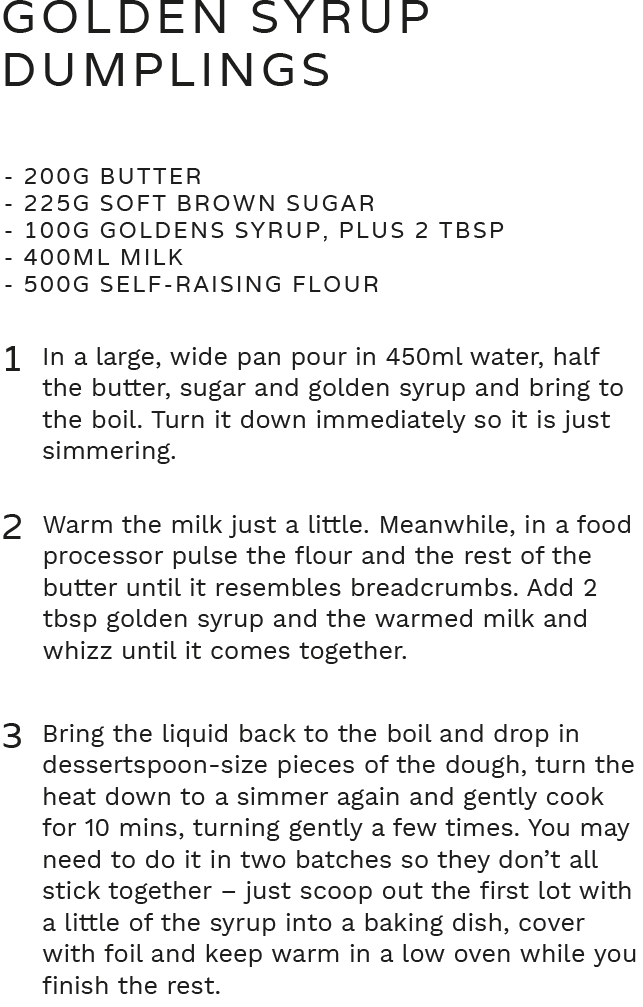 GOLDEN SYRUP
DUMPLINGS
- 200G BUTTER
- 225G SOFT BROWN SUGAR
- 100G GOLDENS SYRUP, PLUS 2 TBSP
- 400ML MILK
- 500G SELF-RAISING FLOUR
1 In a large, wide pan pour in 450ml water, half
the butter, sugar and golden syrup and bring to
the boil. Turn it down immediately so it is just
simmering.
2 Warm the milk just a little. Meanwhile, in a food
processor pulse the flour and the rest of the
butter until it resembles breadcrumbs. Add 2
tbsp golden syrup and the warmed milk and
whizz until it comes together.
3 Bring the liquid back to the boil and drop in
dessertspoon-size pieces of the dough, turn the
heat down to a simmer again and gently cook
for 10 mins, turning gently a few times. You may
need to do it in two batches so they don’t all
stick together – just scoop out the first lot with
a little of the syrup into a baking dish, cover
with foil and keep warm in a low oven while you
finish the rest.